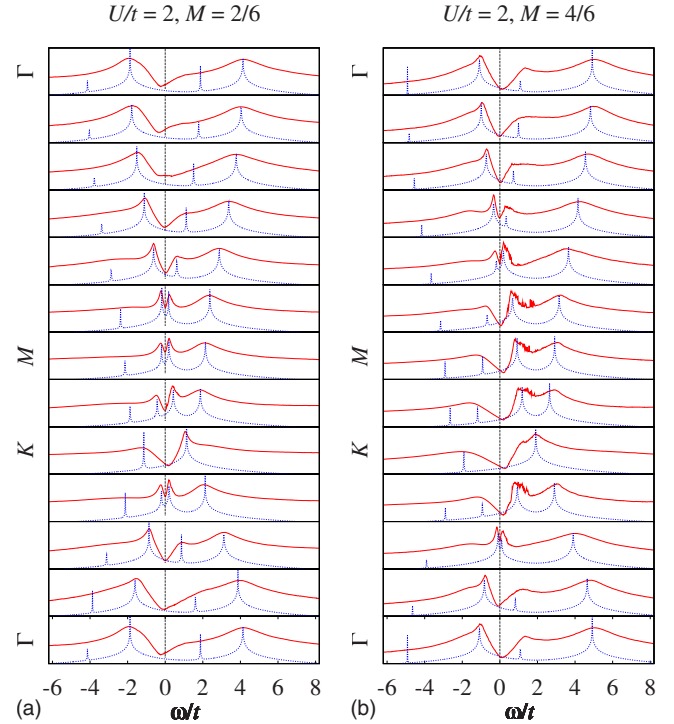 U/t = 2, M = 2/6 U/t = 2, M = 4/6
Γ Γ
M M
K K
Γ Γ
-6 -4 -2 0 2 4 6 8 -6 -4 -2 0 2 4 6 8
(a) ω/t (b) ω/t